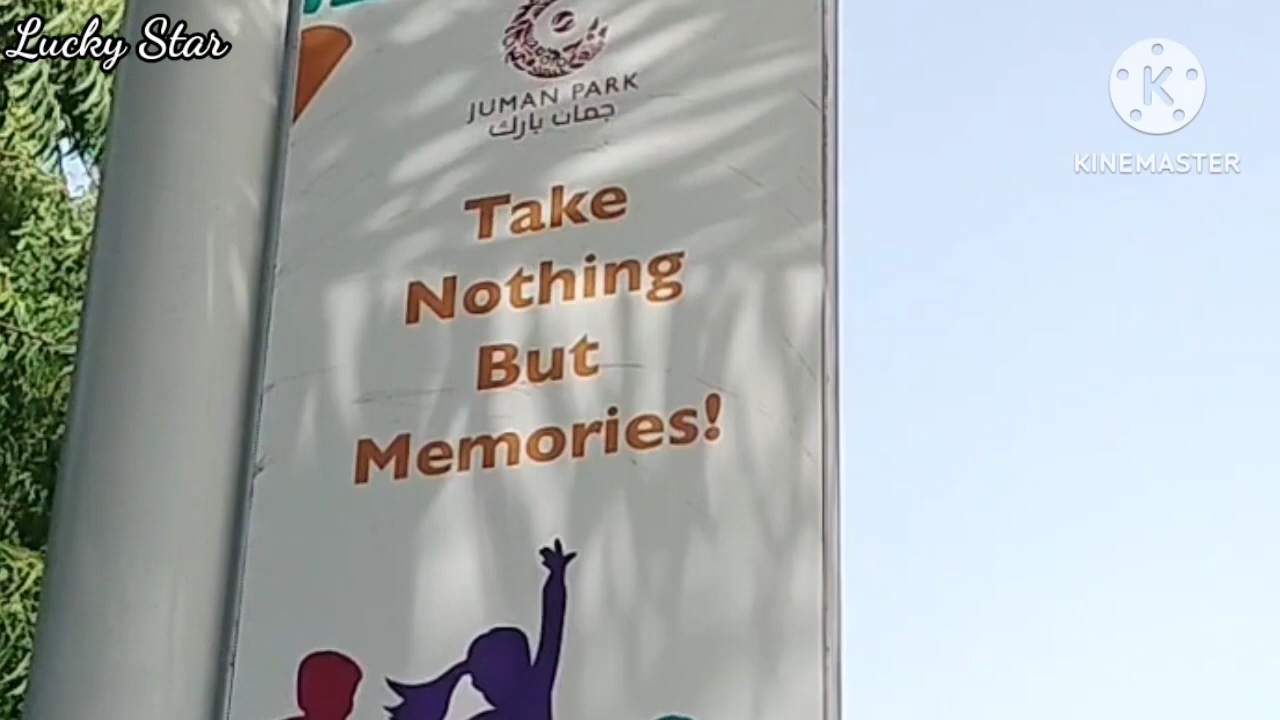 Lucky Star
JUMAN PARK
جمان بارك
Take
Nothing
But
Memories!
K
KINEMASTER